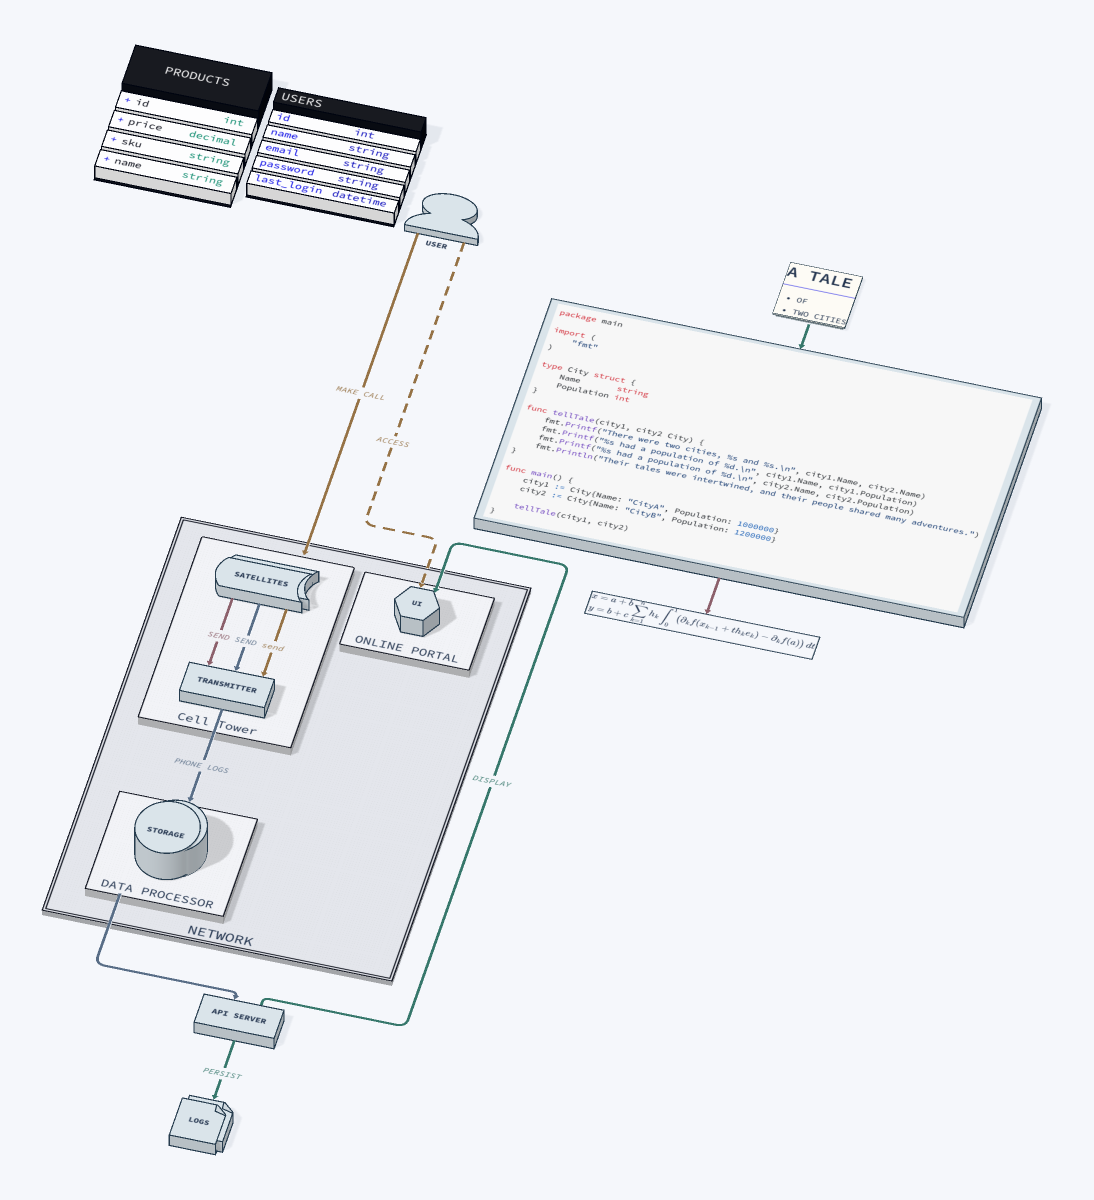 PRODUCTS
+ id int
+ price decimal
+ sku string
+ name string
USERS
id int
name string
email string
password string
last_login datetime
USER
A TALE
• OF
• TWO CITIES
package main
import (
"fmt"
)
type City struct {
Name string
Population int
}
func tellTale(city1, city2 City) {
fmt.Printf("There were two cities, %s and %s.\n", city1.Name, city2.Name)
fmt.Printf("%s had a population of %d.\n", city1.Name, city1.Population)
fmt.Printf("%s had a population of %d.\n", city2.Name, city2.Population)
fmt.Println("Their tales were intertwined, and their people shared many adventures.")
}
func main() {
city1 := City{Name: "CityA", Population: 1000000}
city2 := City{Name: "CityB", Population: 1200000}
tellTale(city1, city2)
}
MAKE CALL
ACCESS
SATELLITES
SEND SEND send
TRANSMITTER
Cell Tower
UI
ONLINE PORTAL
PHONE LOGS
STORAGE
DATA PROCESSOR
NETWORK
DISPLAY
API SERVER
PERSIST
LOGS